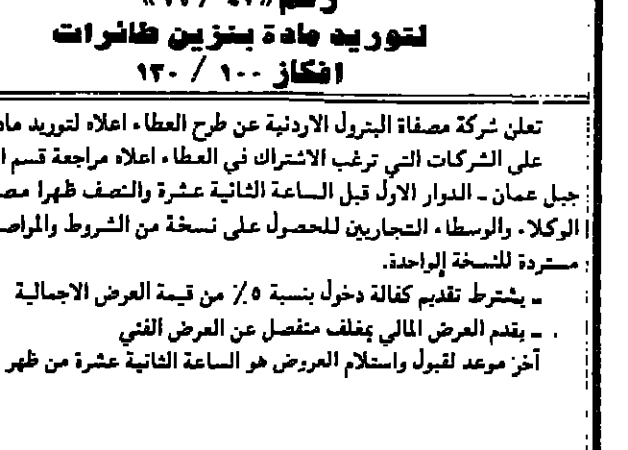 رقم
لتوريد مادة بنزين طائرات
افكاز ١٠٠ / ١٣٠
تعلن شركة مصفاة البترول الاردنية عن طرح العطاء اعلاه لتوريد
على الشركات التي ترغب الاشتراك في العطاء اعلاه مراجعة قسم
جبل عمان ـ الدوار الاول قبل الساعة الثانية عشرة والنصف ظهرا
الوكلاء والوسطاء التجاريين للحصول على نسخة من الشروط
مستردة للنسخة الواحدة.
ـ يشترط تقديم كفالة دخول بنسبة ٥٪ من قيمة العرض الاجمالية
ـ يقدم العرض المالي بمغلف منفصل عن العرض الفني
آخر موعد لقبول واستلام العروض هو الساعة الثانية عشرة من ظهر